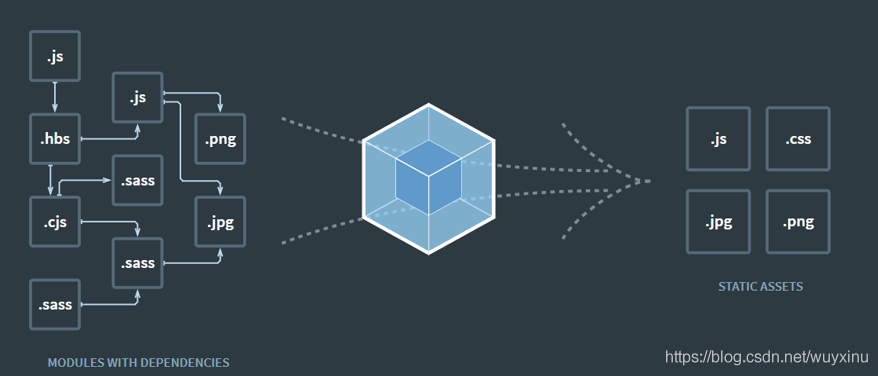 .js
.js
.hbs
.png
.sass
.cjs
.jpg
.sass
.sass
MODULES WITH DEPENDENCIES
.js
.css
.jpg
.png
STATIC ASSETS
https://blog.csdn.net/wuyxinu